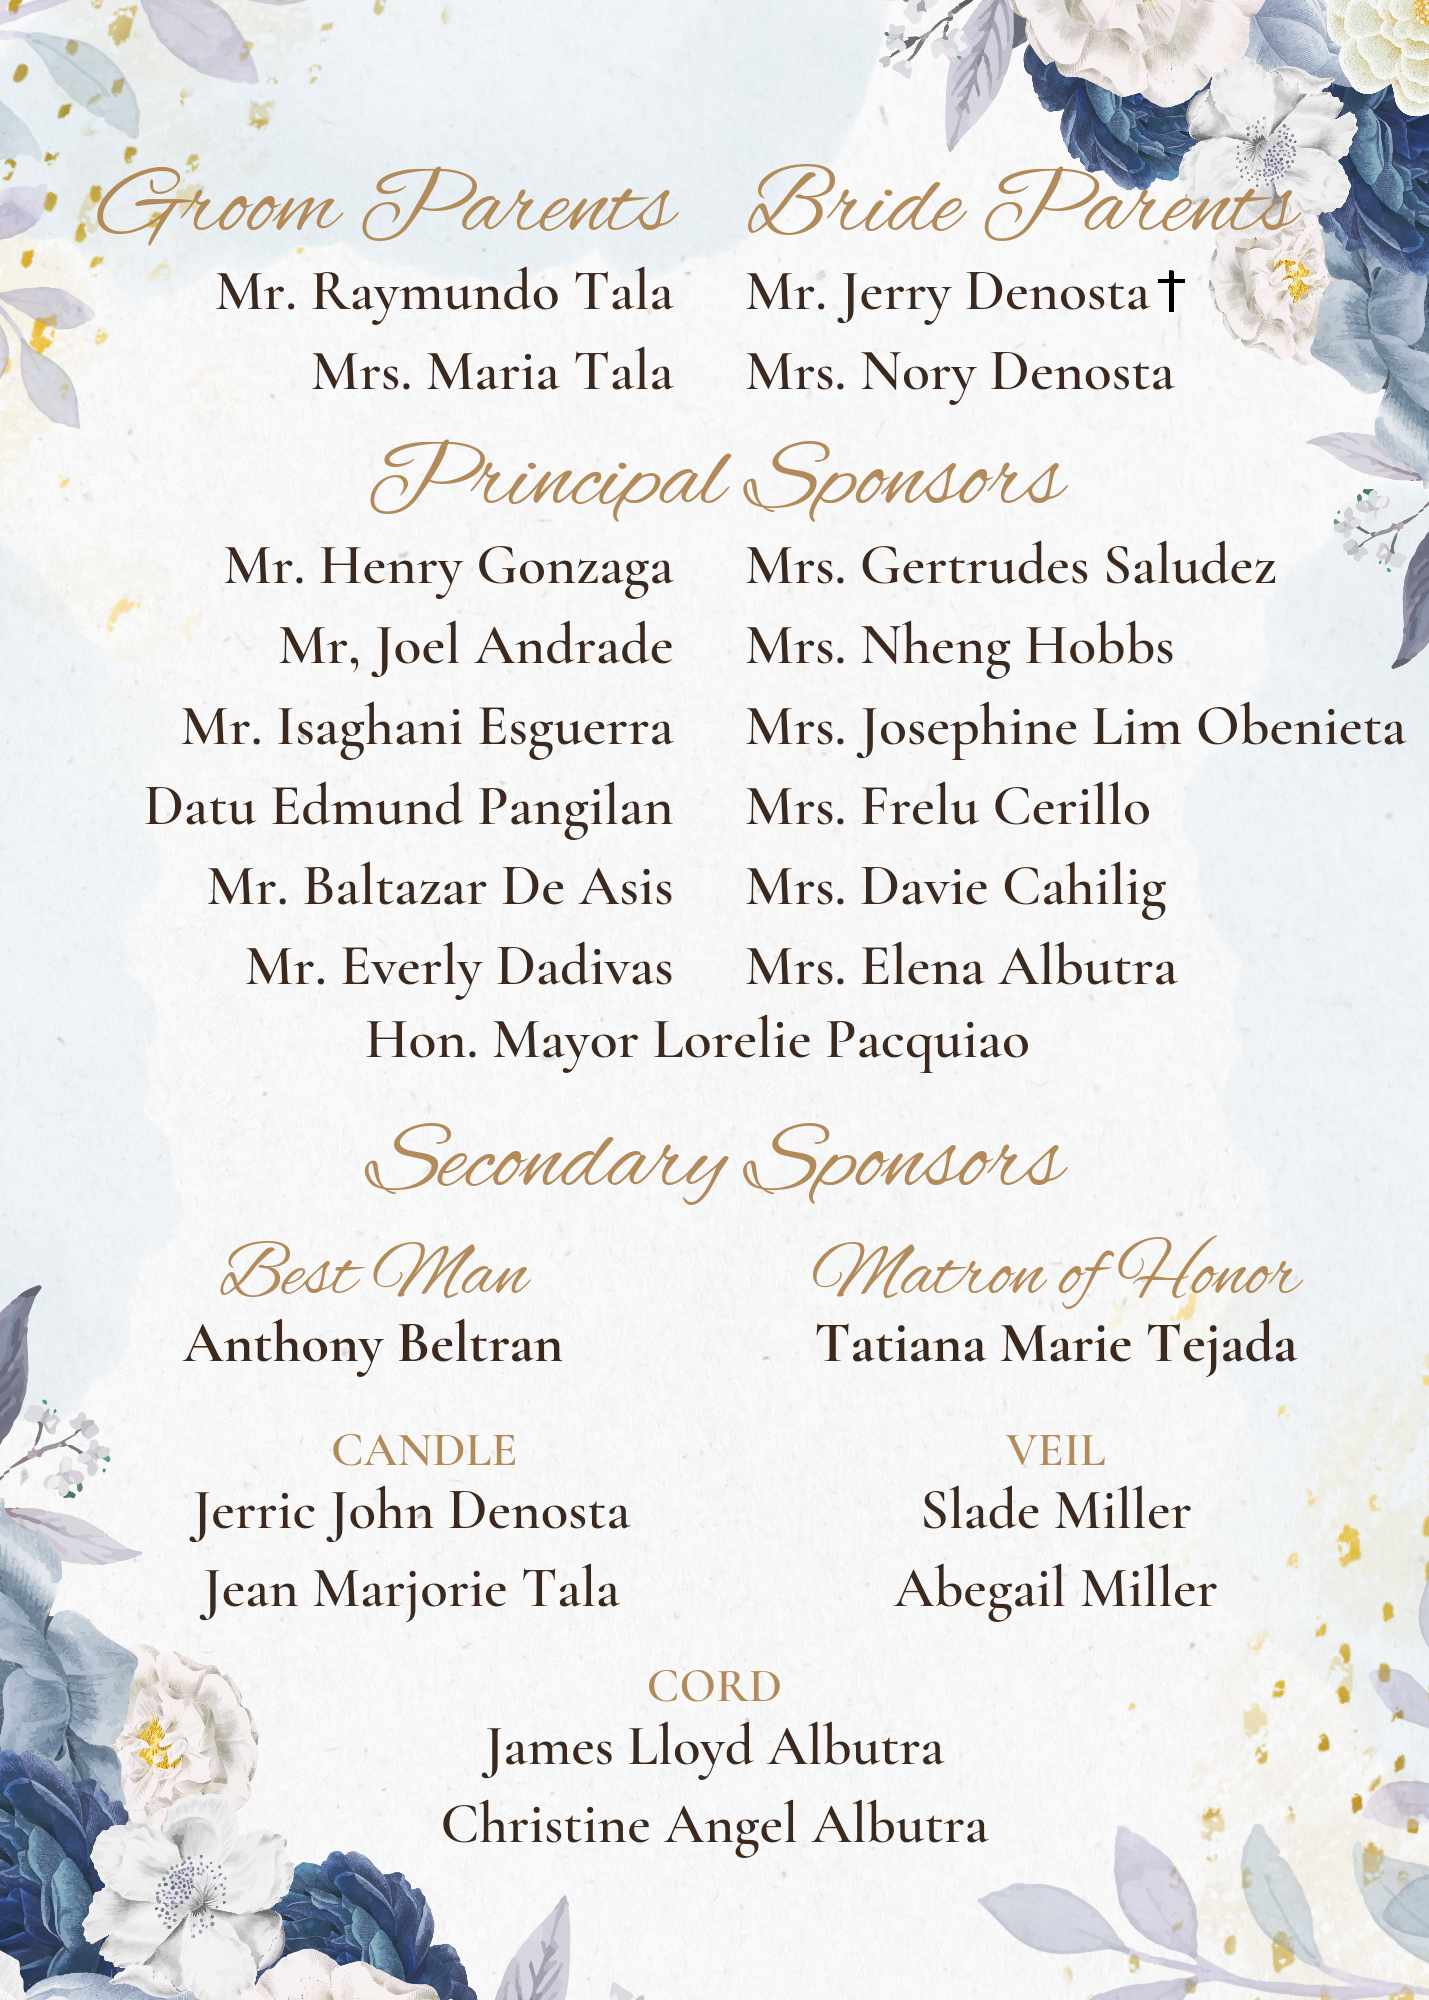 Groom Parents
Mr. Raymundo Tala
Mrs. Maria Tala
Bride Parents
Mr. Jerry Denosta †
Mrs. Nory Denosta
Principal Sponsors
Mr. Henry Gonzaga
Mr, Joel Andrade
Mr. Isaghani Esguerra
Datu Edmund Pangilan
Mr. Baltazar De Asis
Mr. Everly Dadivas
Mrs. Gertrudes Saludez
Mrs. Nheng Hobbs
Mrs. Josephine Lim Obenieta
Mrs. Frelu Cerillo
Mrs. Davie Cahilig
Mrs. Elena Albutra
Hon. Mayor Lorelie Pacquiao
Secondary Sponsors
Best Man
Anthony Beltran
Matron of Honor
Tatiana Marie Tejada
CANDLE
Jerric John Denosta
Jean Marjorie Tala
VEIL
Slade Miller
Abegail Miller
CORD
James Lloyd Albutra
Christine Angel Albutra